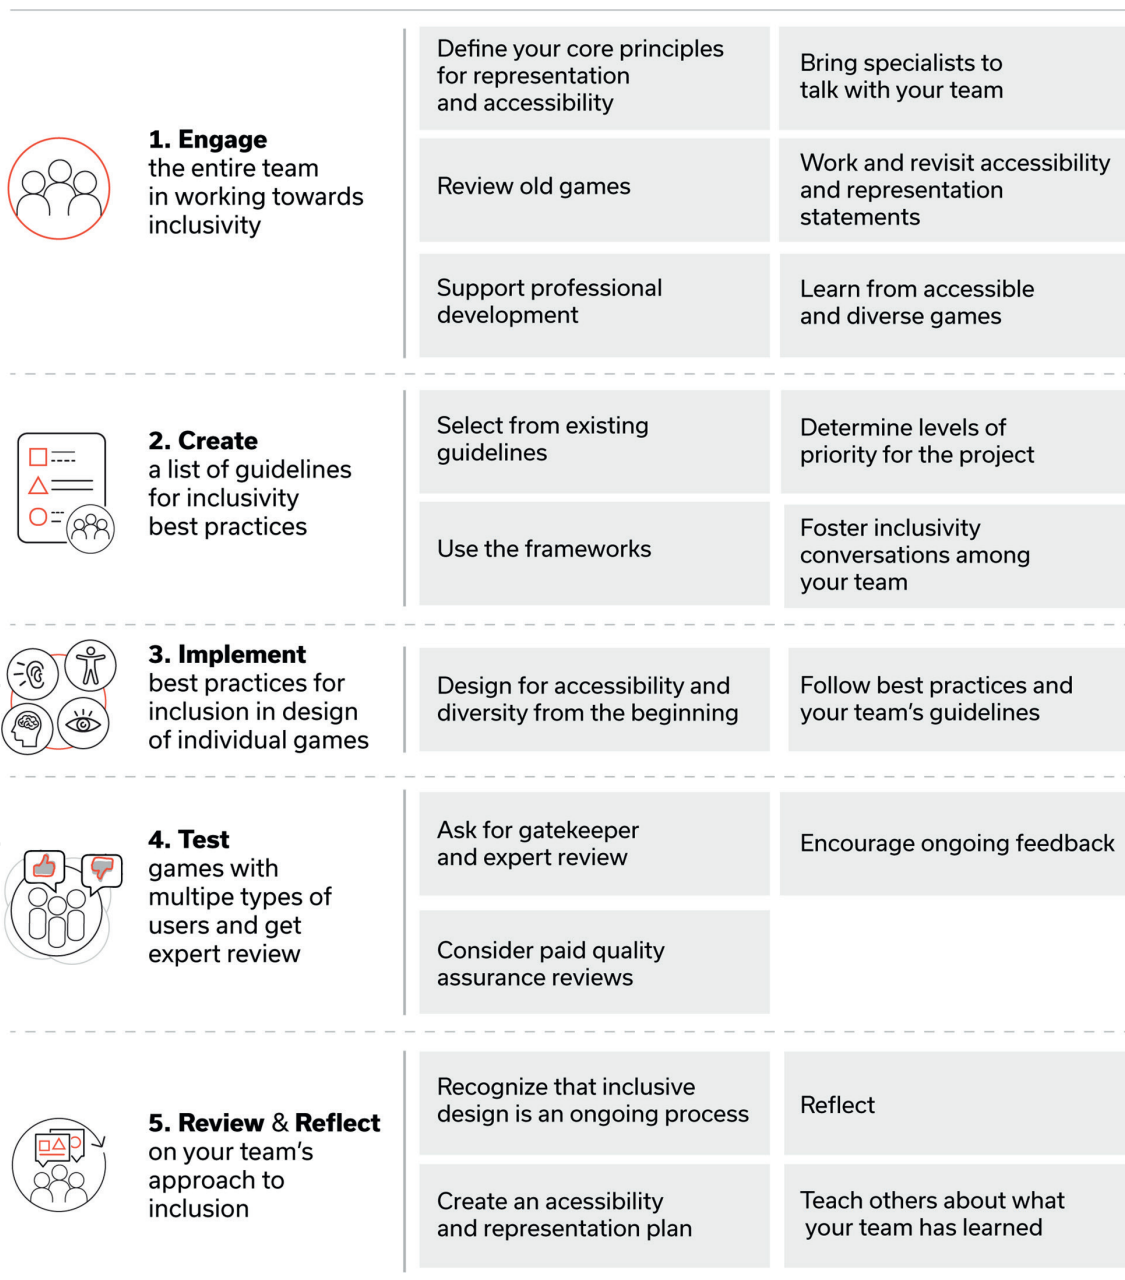 1. Engage
the entire team
in working towards
inclusivity
Define your core principles
for representation
and accessibility
Bring specialists to
talk with your team
Review old games
Work and revisit accessibility
and representation
statements
Support professional
development
Learn from accessible
and diverse games
2. Create
a list of guidelines
for inclusivity
best practices
Select from existing
guidelines
Determine levels of
priority for the project
Use the frameworks
Foster inclusivity
conversations among
your team
3. Implement
best practices for
inclusion in design
of individual games
Design for accessibility and
diversity from the beginning
Follow best practices and
your team's guidelines
4. Test
games with
multipe types of
users and get
expert review
Ask for gatekeeper
and expert review
Encourage ongoing feedback
Consider paid quality
assurance reviews
5. Review & Reflect
on your team's
approach to
inclusion
Recognize that inclusive
design is an ongoing process
Reflect
Create an acessibility
and representation plan
Teach others about what
your team has learned